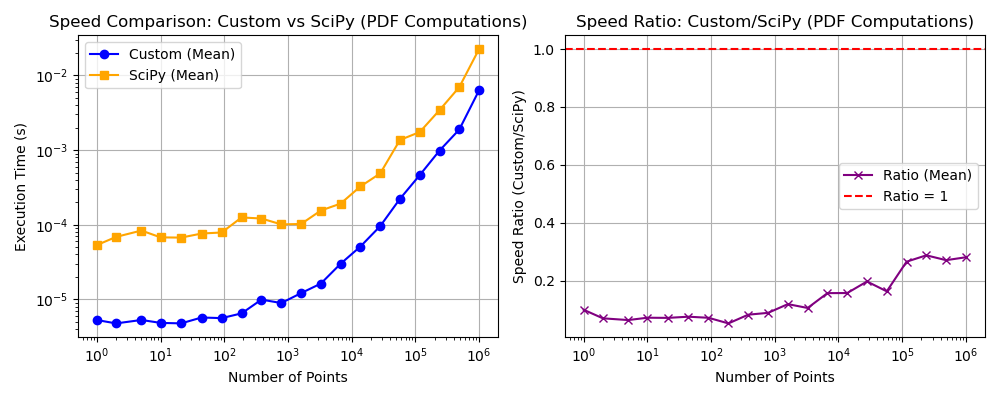 Speed Comparison: Custom vs SciPy (PDF Computations)
Custom (Mean)
SciPy (Mean)
Execution Time (s)
10⁻²
10⁻³
10⁻⁴
10⁻⁵
10⁰ 10¹ 10² 10³ 10⁴ 10⁵ 10⁶
Number of Points
Speed Ratio: Custom/SciPy (PDF Computations)
Speed Ratio (Custom/SciPy)
1.0
0.8
0.6
0.4
0.2
Ratio (Mean)
Ratio = 1
10⁰ 10¹ 10² 10³ 10⁴ 10⁵ 10⁶
Number of Points